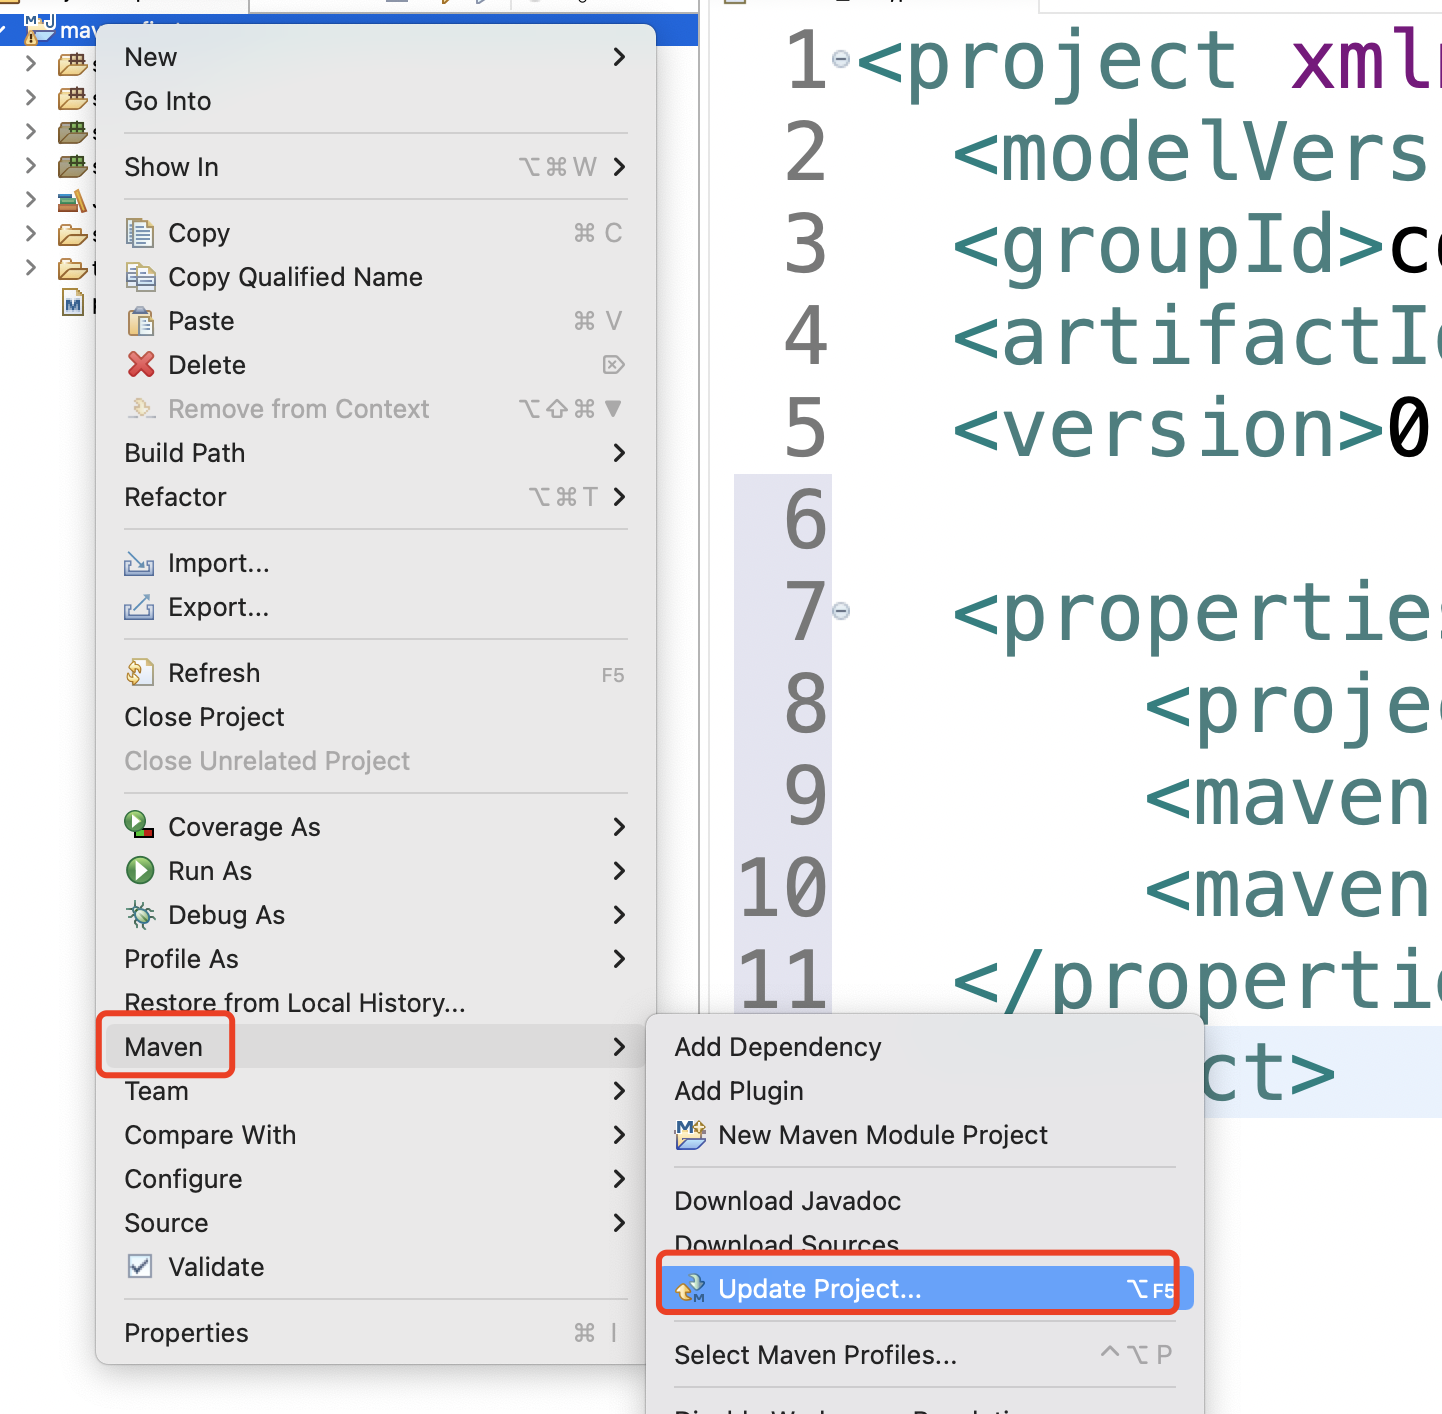 New
Go Into
Show In ⌥⌘W
Copy ⌘ C
Copy Qualified Name
Paste ⌘ V
Delete ⌦
Remove from Context ⌥⇧⌘▼
Build Path
Refactor ⌥⌘T
Import...
Export...
Refresh F5
Close Project
Close Unrelated Project
Coverage As
Run As
Debug As
Profile As
Restore from Local History...
Maven
Team
Compare With
Configure
Source
Validate
Properties ⌘ I
Add Dependency
Add Plugin
New Maven Module Project
Download Javadoc
Download Sources
Update Project... ⌥F5
Select Maven Profiles... ^⌥P
1 <project xml
2 <modelVers
3 <groupId>c
4 <artifactI
5 <version>0
6
7 <properties
8 <projec
9 <maven
10 <maven
11 </properti
ct>